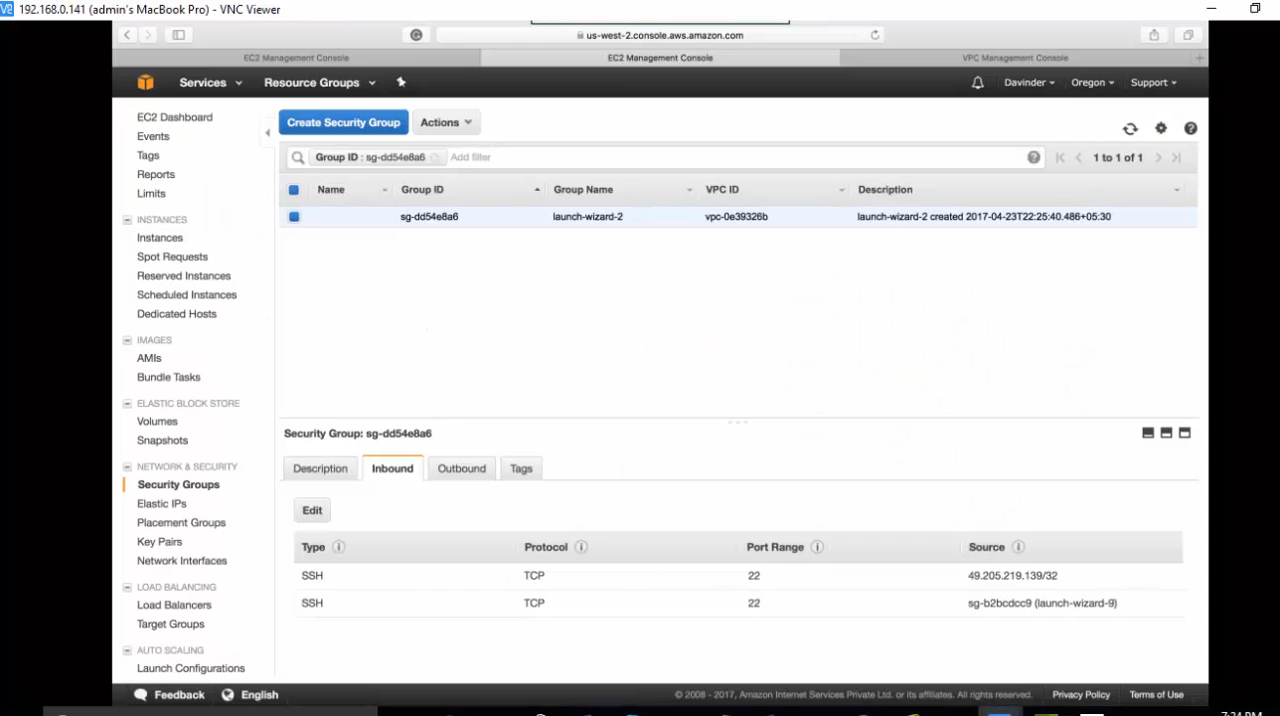 192.168.0.141 (admin's MacBook Pro) - VNC Viewer
us-west-2.console.aws.amazon.com
EC2 Management Console EC2 Management Console VPC Management Console
Services Resource Groups Davinder Oregon Support
EC2 Dashboard
Events
Tags
Reports
Limits
INSTANCES
Instances
Spot Requests
Reserved Instances
Scheduled Instances
Dedicated Hosts
IMAGES
AMIs
Bundle Tasks
ELASTIC BLOCK STORE
Volumes
Snapshots
NETWORK & SECURITY
Security Groups
Elastic IPs
Placement Groups
Key Pairs
Network Interfaces
LOAD BALANCING
Load Balancers
Target Groups
AUTO SCALING
Launch Configurations
Create Security Group Actions
Group ID : sg-dd54e8a6 Add filter 1 to 1 of 1
Name Group ID Group Name VPC ID Description
sg-dd54e8a6 launch-wizard-2 vpc-0e39326b launch-wizard-2 created 2017-04-23T22:25:40.486+05:30
Security Group: sg-dd54e8a6
Description Inbound Outbound Tags
Edit
Type Protocol Port Range Source
SSH TCP 22 49.205.219.139/32
SSH TCP 22 sg-b2bcdcc9 (launch-wizard-9)
Feedback English © 2008 - 2017, Amazon Internet Services Private Ltd. or its affiliates. All rights reserved. Privacy Policy Terms of Use